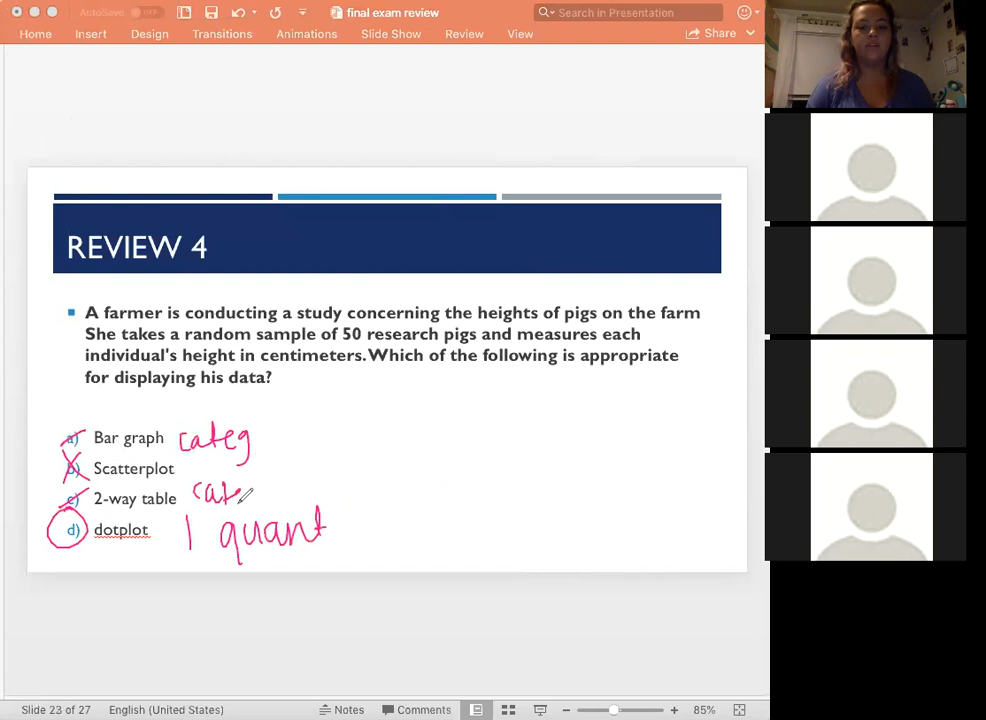 AutoSave OFF final exam review Search in Presentation
Home Insert Design Transitions Animations Slide Show Review View Share
REVIEW 4
A farmer is conducting a study concerning the heights of pigs on the farm
She takes a random sample of 50 research pigs and measures each
individual's height in centimeters. Which of the following is appropriate
for displaying his data?
a) Bar graph categ
b) Scatterplot
c) 2-way table cate
d) dotplot 1 quant
Slide 23 of 27 English (United States) Notes Comments 85%